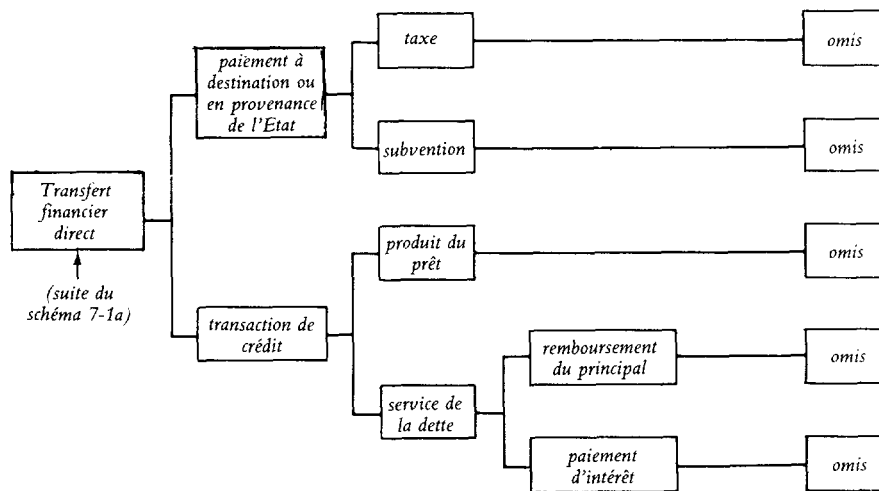 taxe
omis
paiement à
destination ou
en provenance
de l'Etat
subvention
omis
Transfert
financier
direct
(suite du
schéma 7-1a)
produit du
prêt
omis
transaction de
crédit
remboursement
du principal
omis
service de
la dette
paiement
d'intérêt
omis